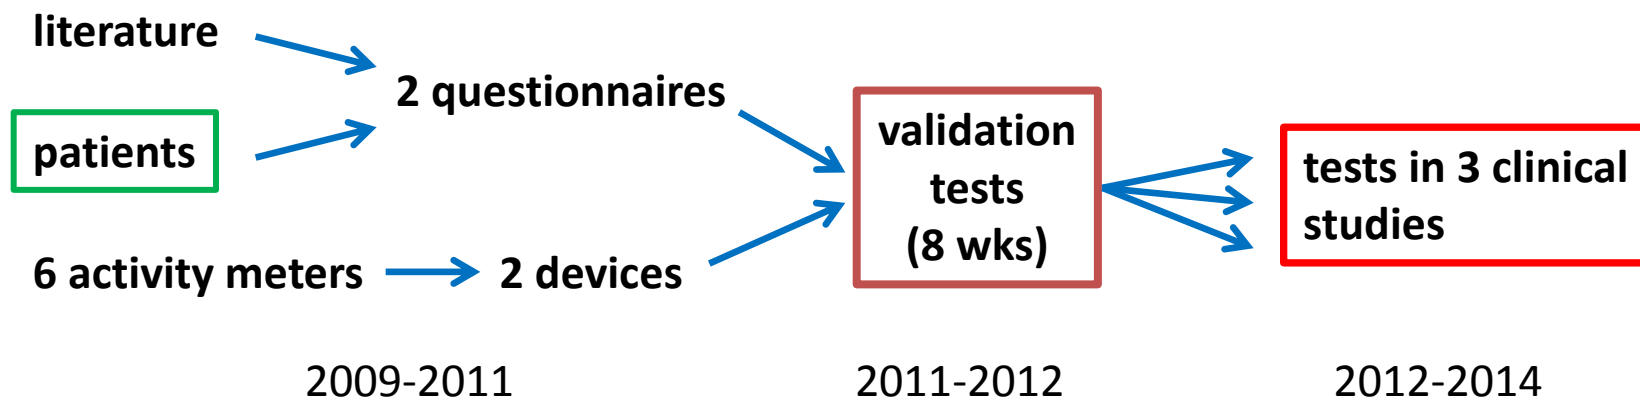 literature
patients
2 questionnaires
6 activity meters
2 devices
validation
tests
(8 wks)
tests in 3 clinical
studies
2009-2011
2011-2012
2012-2014